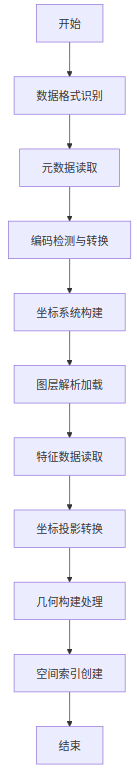 开始
数据格式识别
元数据读取
编码检测与转换
坐标系统构建
图层解析加载
特征数据读取
坐标投影转换
几何构建处理
空间索引创建
结束